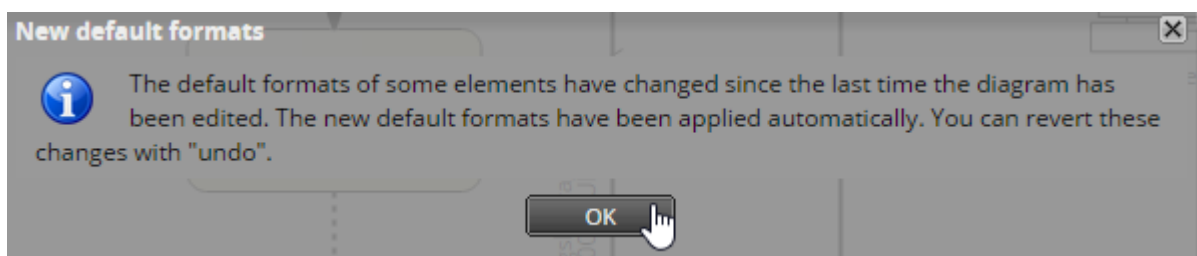 New default formats
The default formats of some elements have changed since the last time the diagram has
been edited. The new default formats have been applied automatically. You can revert these
changes with "undo".
OK